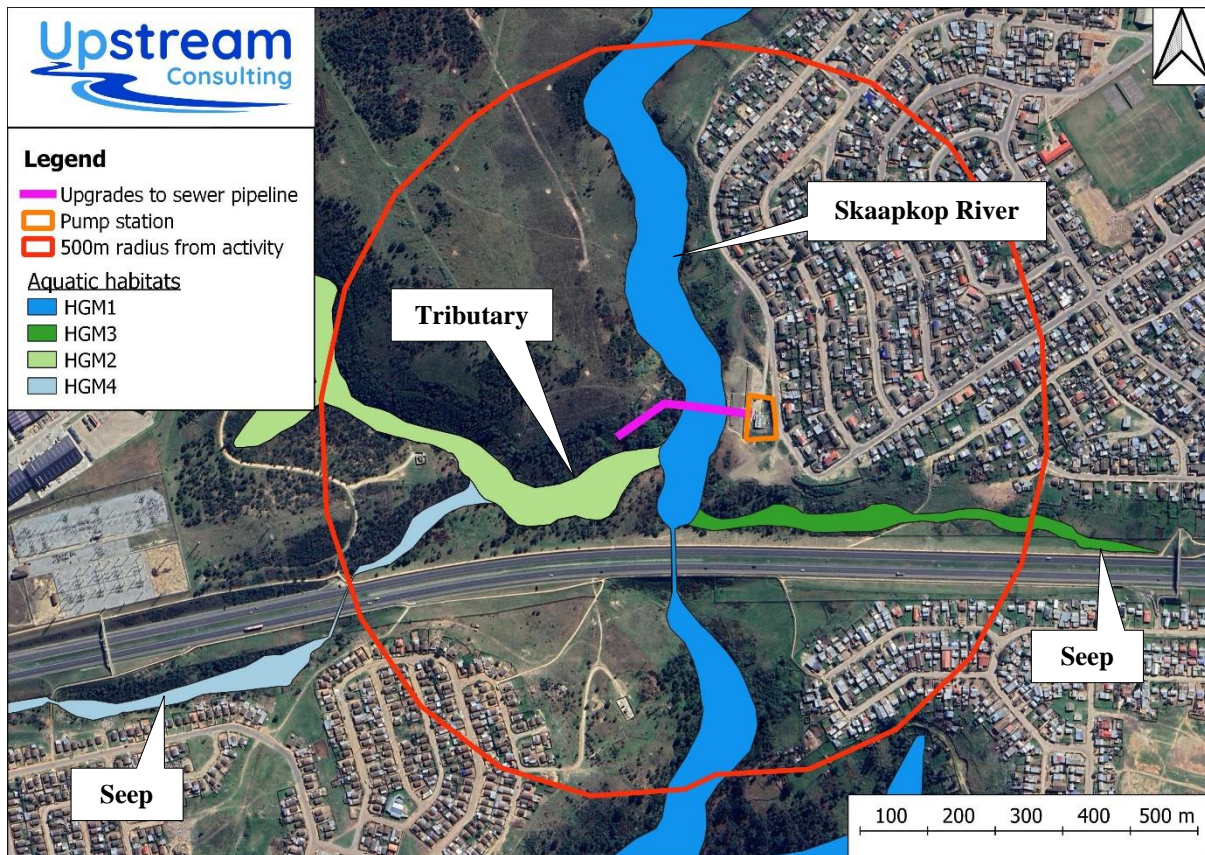 Upstream
Consulting
Legend
Upgrades to sewer pipeline
Pump station
500m radius from activity
Aquatic habitats
HGM1
HGM3
HGM2
HGM4
Skaapkop River
Tributary
Seep
Seep
100 200 300 400 500 m